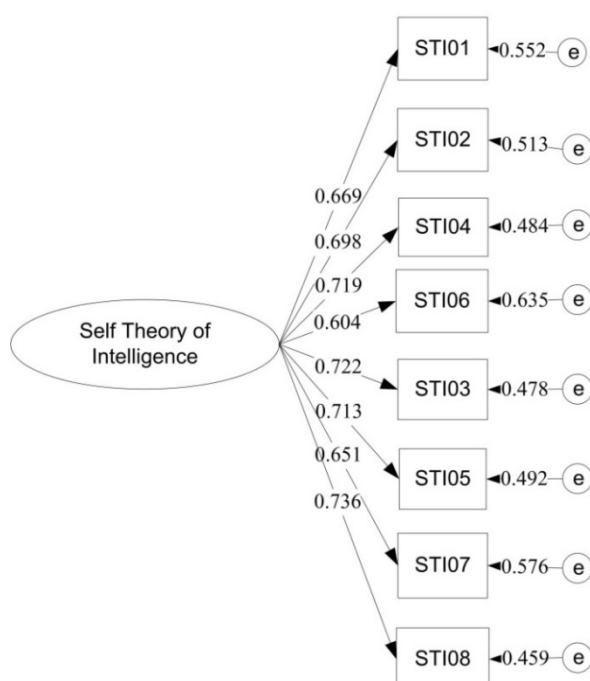 STI01
0.552
e
STI02
0.513
e
0.669
0.698
STI04
0.484
e
0.719
STI06
0.635
e
0.604
Self Theory of
Intelligence
0.722
STI03
0.478
e
0.713
0.651
STI05
0.492
e
0.736
STI07
0.576
e
STI08
0.459
e